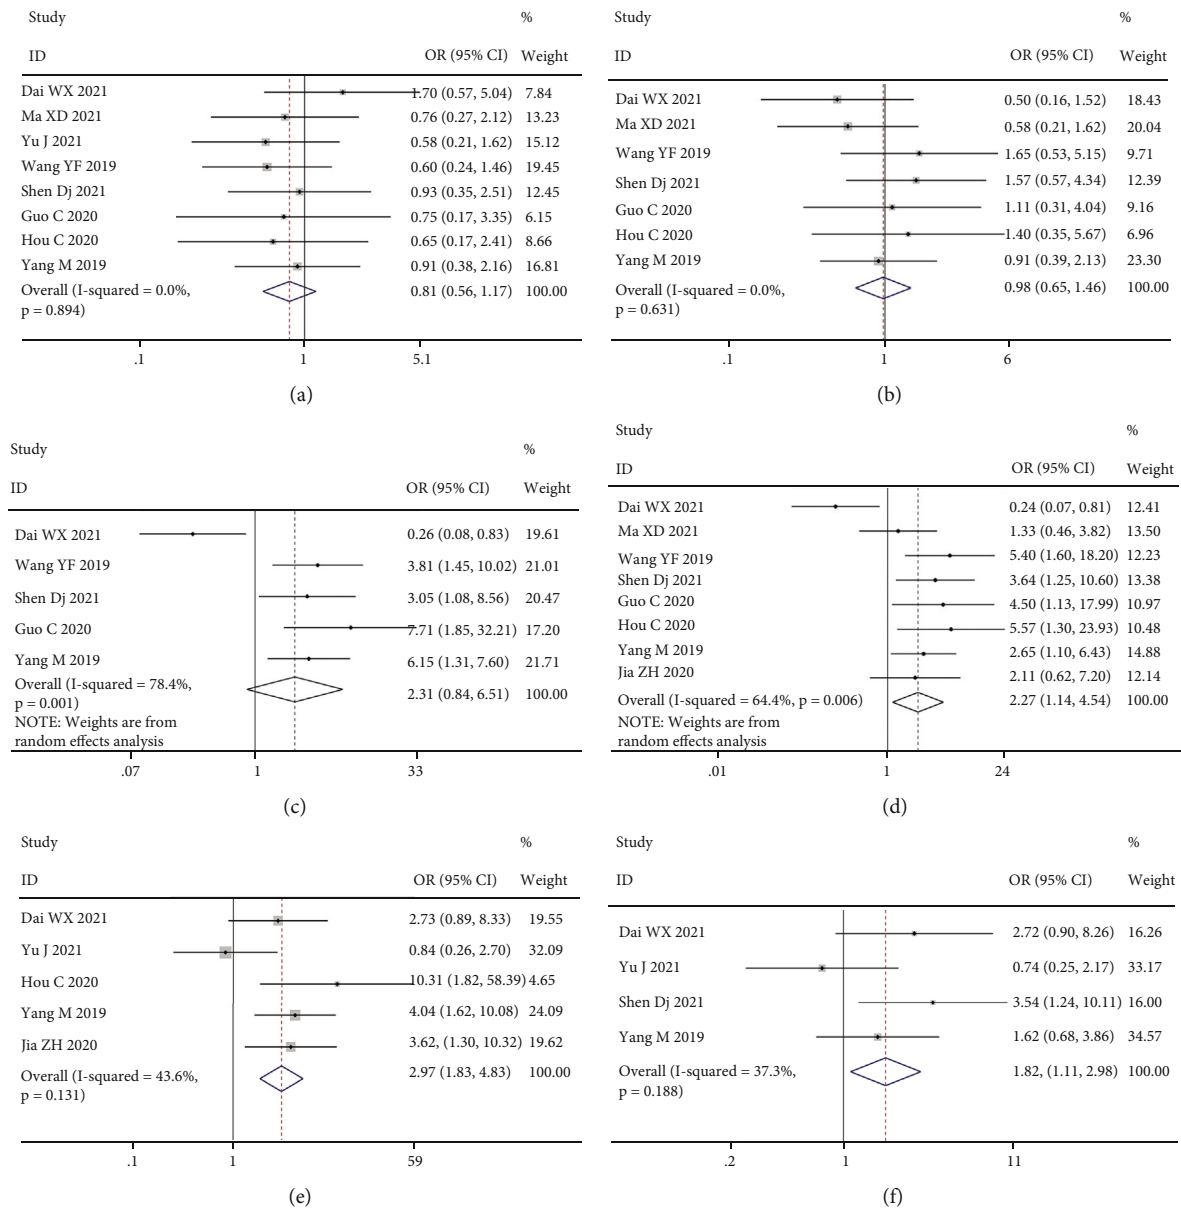 Study %
ID OR (95% CI) Weight
Dai WX 2021 1.70 (0.57, 5.04) 7.84
Ma XD 2021 0.76 (0.27, 2.12) 13.23
Yu J 2021 0.58 (0.21, 1.62) 15.12
Wang YF 2019 0.60 (0.24, 1.46) 19.45
Shen Dj 2021 0.93 (0.35, 2.51) 12.45
Guo C 2020 0.75 (0.17, 3.35) 6.15
Hou C 2020 0.65 (0.17, 2.41) 8.66
Yang M 2019 0.91 (0.38, 2.16) 16.81
Overall (I-squared = 0.0%, 0.81 (0.56, 1.17) 100.00
p = 0.894)
.1 1 5.1
(a)
Study %
ID OR (95% CI) Weight
Dai WX 2021 0.50 (0.16, 1.52) 18.43
Ma XD 2021 0.58 (0.21, 1.62) 20.04
Wang YF 2019 1.65 (0.53, 5.15) 9.71
Shen Dj 2021 1.57 (0.57, 4.34) 12.39
Guo C 2020 1.11 (0.31, 4.04) 9.16
Hou C 2020 1.40 (0.35, 5.67) 6.96
Yang M 2019 0.91 (0.39, 2.13) 23.30
Overall (I-squared = 0.0%, 0.98 (0.65, 1.46) 100.00
p = 0.631)
.1 1 6
(b)
Study %
ID OR (95% CI) Weight
Dai WX 2021 0.26 (0.08, 0.83) 19.61
Wang YF 2019 3.81 (1.45, 10.02) 21.01
Shen Dj 2021 3.05 (1.08, 8.56) 20.47
Guo C 2020 7.71 (1.85, 32.21) 17.20
Yang M 2019 6.15 (1.31, 7.60) 21.71
Overall (I-squared = 78.4%, 2.31 (0.84, 6.51) 100.00
p = 0.001)
NOTE: Weights are from
random effects analysis
.07 1 33
(c)
Study %
ID OR (95% CI) Weight
Dai WX 2021 0.24 (0.07, 0.81) 12.41
Ma XD 2021 1.33 (0.46, 3.82) 13.50
Wang YF 2019 5.40 (1.60, 18.20) 12.23
Shen Dj 2021 3.64 (1.25, 10.60) 13.38
Guo C 2020 4.50 (1.13, 17.99) 10.97
Hou C 2020 5.57 (1.30, 23.93) 10.48
Yang M 2019 2.65 (1.10, 6.43) 14.88
Jia ZH 2020 2.11 (0.62, 7.20) 12.14
Overall (I-squared = 64.4%, p = 0.006) 2.27 (1.14, 4.54) 100.00
NOTE: Weights are from
random effects analysis
.01 1 24
(d)
Study %
ID OR (95% CI) Weight
Dai WX 2021 2.73 (0.89, 8.33) 19.55
Yu J 2021 0.84 (0.26, 2.70) 32.09
Hou C 2020 10.31 (1.82, 58.39) 4.65
Yang M 2019 4.04 (1.62, 10.08) 24.09
Jia ZH 2020 3.62, (1.30, 10.32) 19.62
Overall (I-squared = 43.6%, 2.97 (1.83, 4.83) 100.00
p = 0.131)
.1 1 59
(e)
Study %
ID OR (95% CI) Weight
Dai WX 2021 2.72 (0.90, 8.26) 16.26
Yu J 2021 0.74 (0.25, 2.17) 33.17
Shen Dj 2021 3.54 (1.24, 10.11) 16.00
Yang M 2019 1.62 (0.68, 3.86) 34.57
Overall (I-squared = 37.3%, 1.82, (1.11, 2.98) 100.00
p = 0.188)
.2 1 11
(f)